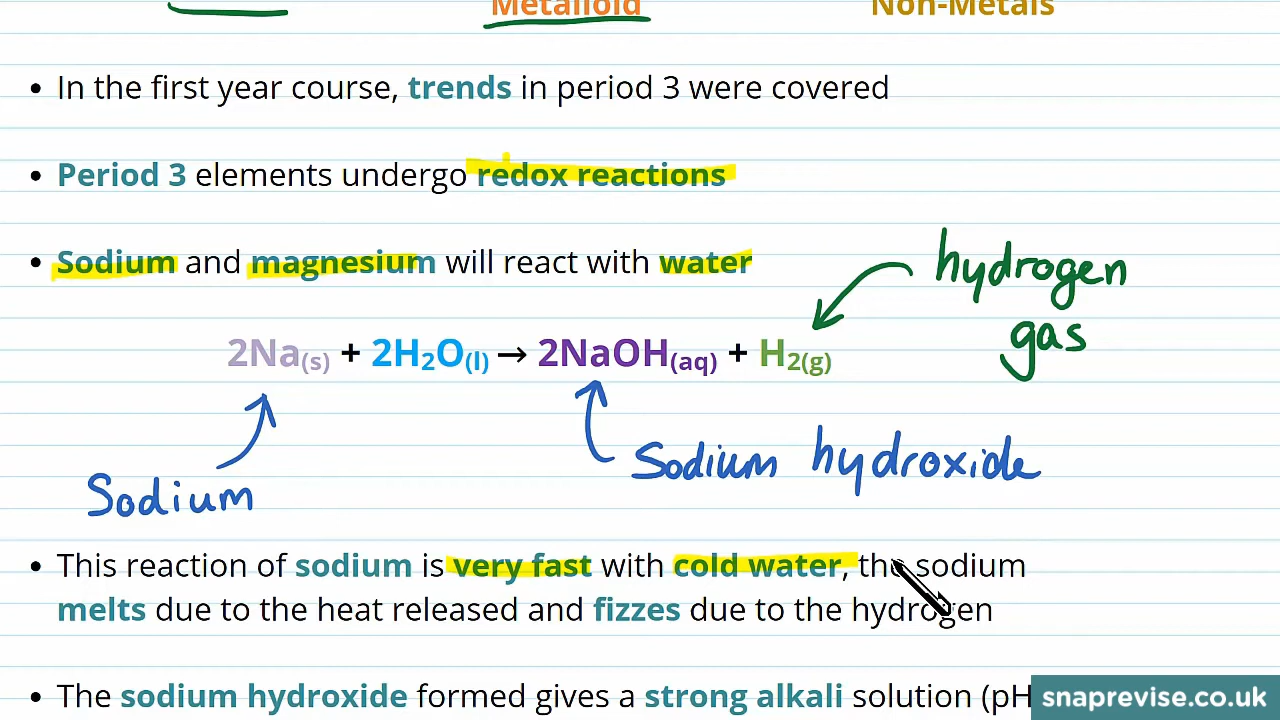 Metalloid Non-Metals
• In the first year course, trends in period 3 were covered
• Period 3 elements undergo redox reactions
• Sodium and magnesium will react with water
hydrogen
gas
2Na(s) + 2H₂O(l) → 2NaOH(aq) + H₂(g)
Sodium hydroxide
Sodium
• This reaction of sodium is very fast with cold water, the sodium
melts due to the heat released and fizzes due to the hydrogen
• The sodium hydroxide formed gives a strong alkali solution (pH
snaprevise.co.uk